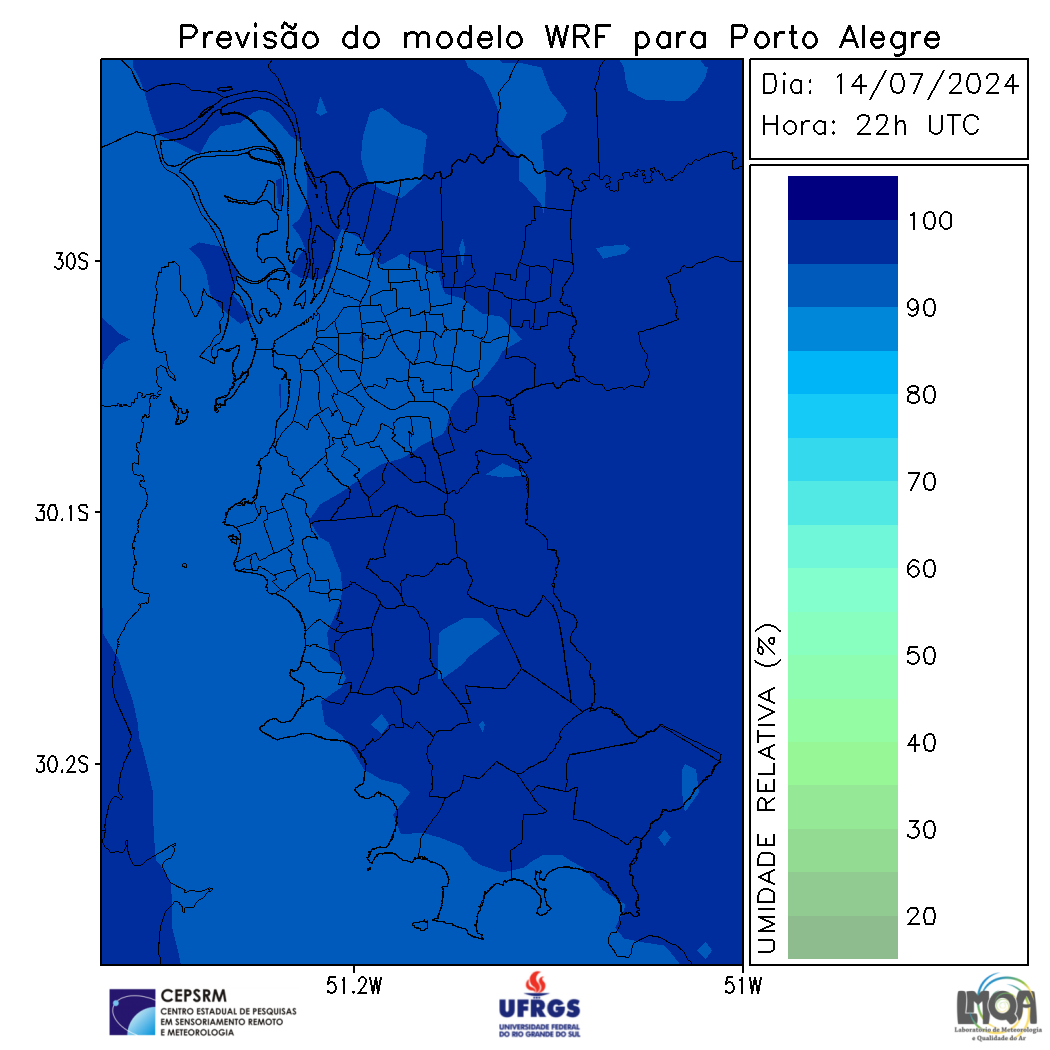 Previsão do modelo WRF para Porto Alegre
Dia: 14/07/2024
Hora: 22h UTC
30S
30.1S
30.2S
51.2W
51W
100
90
80
70
60
50
40
30
20
UMIDADE RELATIVA (%)
CEPSRM
CENTRO ESTADUAL DE PESQUISAS
EM SENSORIAMENTO REMOTO
E METEOROLOGIA
UFRGS
UNIVERSIDADE FEDERAL
DO RIO GRANDE DO SUL
LMQA
Laboratório de Meteorologia
e Qualidade do Ar